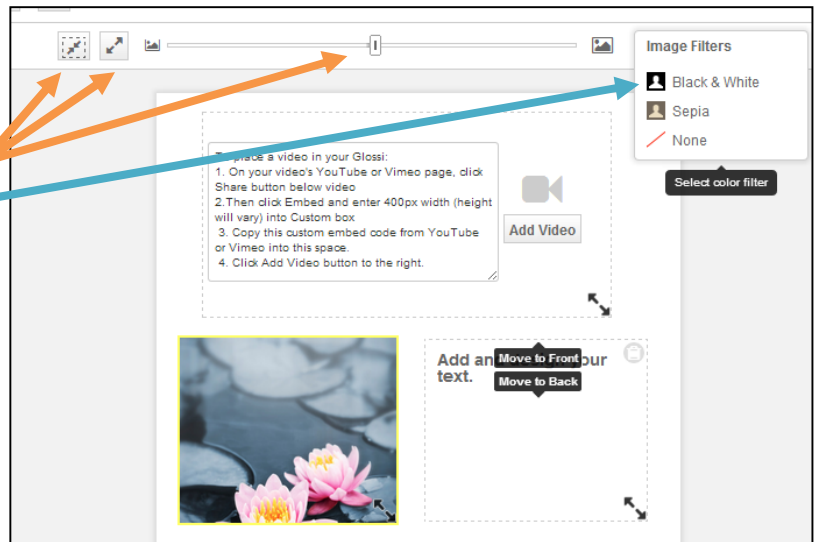 Image Filters
Black & White
Sepia
None
Select color filter
place a video in your Glossi:
1. On your video's YouTube or Vimeo page, click
Share button below video
2.Then click Embed and enter 400px width (height
will vary) into Custom box
3. Copy this custom embed code from YouTube
or Vimeo into this space.
4. Click Add Video button to the right.
Add Video
Add and your
text.
Move to Front
Move to Back